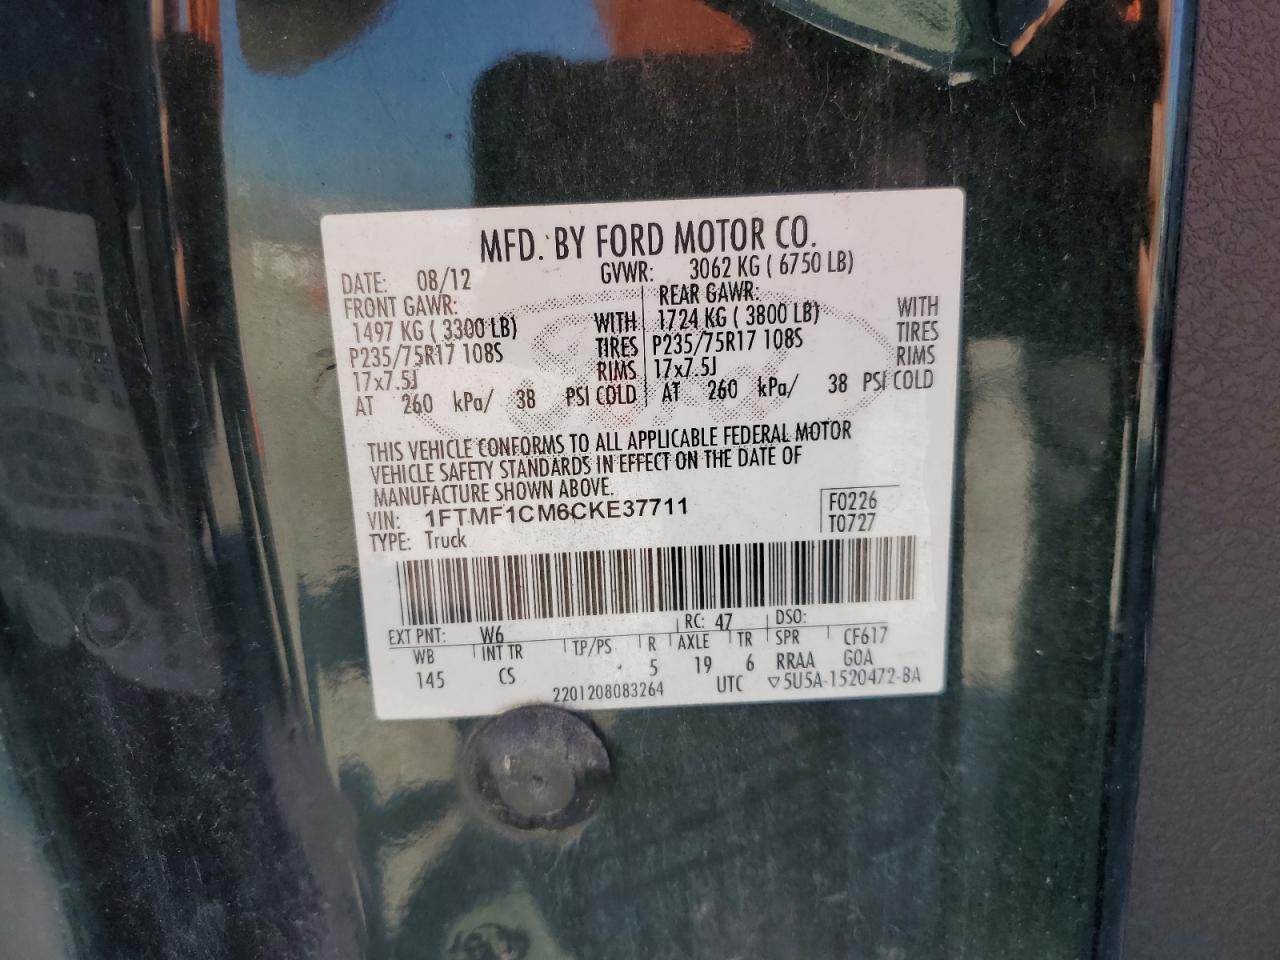 MFD. BY FORD MOTOR CO.
DATE: 08/12 GVWR: 3062 KG ( 6750 LB)
FRONT GAWR: REAR GAWR:
1497 KG ( 3300 LB) WITH 1724 KG ( 3800 LB) WITH
P235/75R17 108S TIRES P235/75R17 108S TIRES
17x7.5J RIMS 17x7.5J RIMS
AT 260 kPa/ 38 PSI COLD AT 260 kPa/ 38 PSI COLD
THIS VEHICLE CONFORMS TO ALL APPLICABLE FEDERAL MOTOR
VEHICLE SAFETY STANDARDS IN EFFECT ON THE DATE OF
MANUFACTURE SHOWN ABOVE.
VIN: 1FTMF1CM6CKE37711 F0226
TYPE: Truck T0727
EXT PNT: W6 RC: 47 DSO:
WB INT TR TP/PS R AXLE TR SPR CF617
145 CS 5 19 6 RRAA GOA
2201208083264 UTC ▽5U5A-1520472-BA